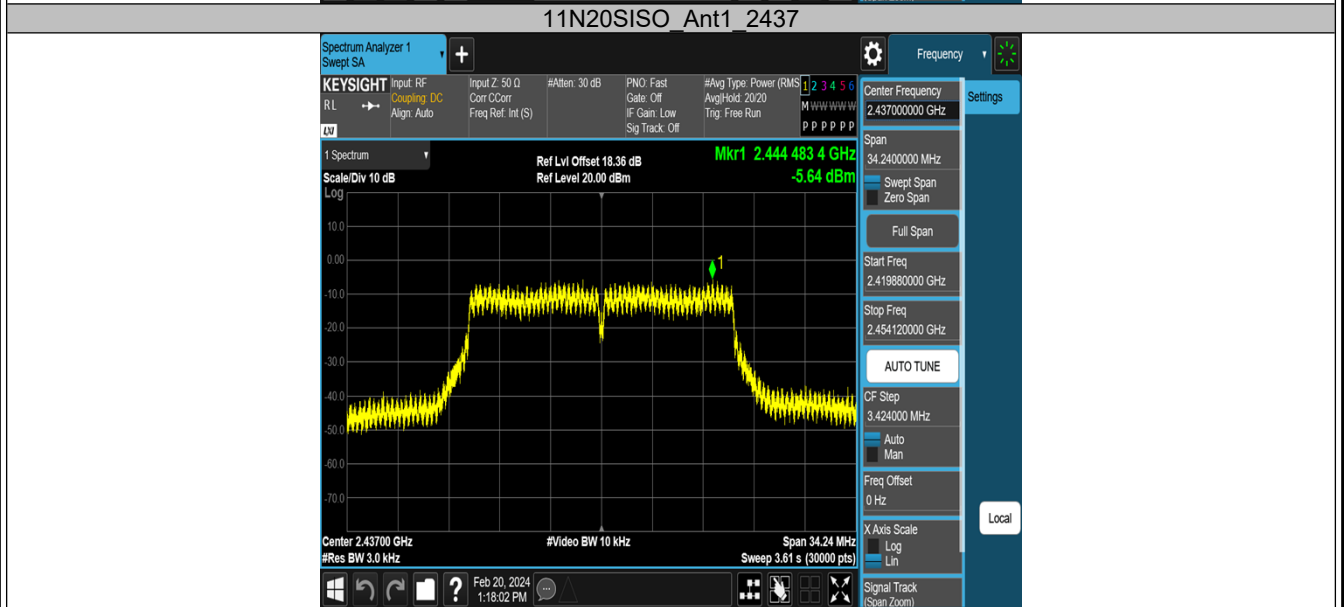 11N20SISO_Ant1_2437
Spectrum Analyzer 1
Swept SA
+
Frequency
KEYSIGHT
Input: RF
Input Z: 50 Ω
#Atten: 30 dB
PNO: Fast
#Avg Type: Power (RMS
1 2 3 4 5 6
RL
Coupling: DC
Corr CCorr
Gate: Off
Avg|Hold: 20/20
M W W W W W
Align: Auto
Freq Ref: Int (S)
IF Gain: Low
Trig: Free Run
Sig Track: Off
P P P P P P
LXI
1 Spectrum
Ref Lvl Offset 18.36 dB
Mkr1 2.444 483 4 GHz
Scale/Div 10 dB
Ref Level 20.00 dBm
-5.64 dBm
Log
10.0
0.00
-10.0
-20.0
-30.0
-40.0
-50.0
-60.0
-70.0
1
Center 2.43700 GHz
#Video BW 10 kHz
Span 34.24 MHz
#Res BW 3.0 kHz
Sweep 3.61 s (30000 pts)
Center Frequency
2.437000000 GHz
Settings
Span
34.2400000 MHz
Swept Span
Zero Span
Full Span
Start Freq
2.419880000 GHz
Stop Freq
2.454120000 GHz
AUTO TUNE
CF Step
3.424000 MHz
Auto
Man
Freq Offset
0 Hz
Local
X Axis Scale
Log
Lin
Signal Track
(Span Zoom)
?
Feb 20, 2024
1:18:02 PM